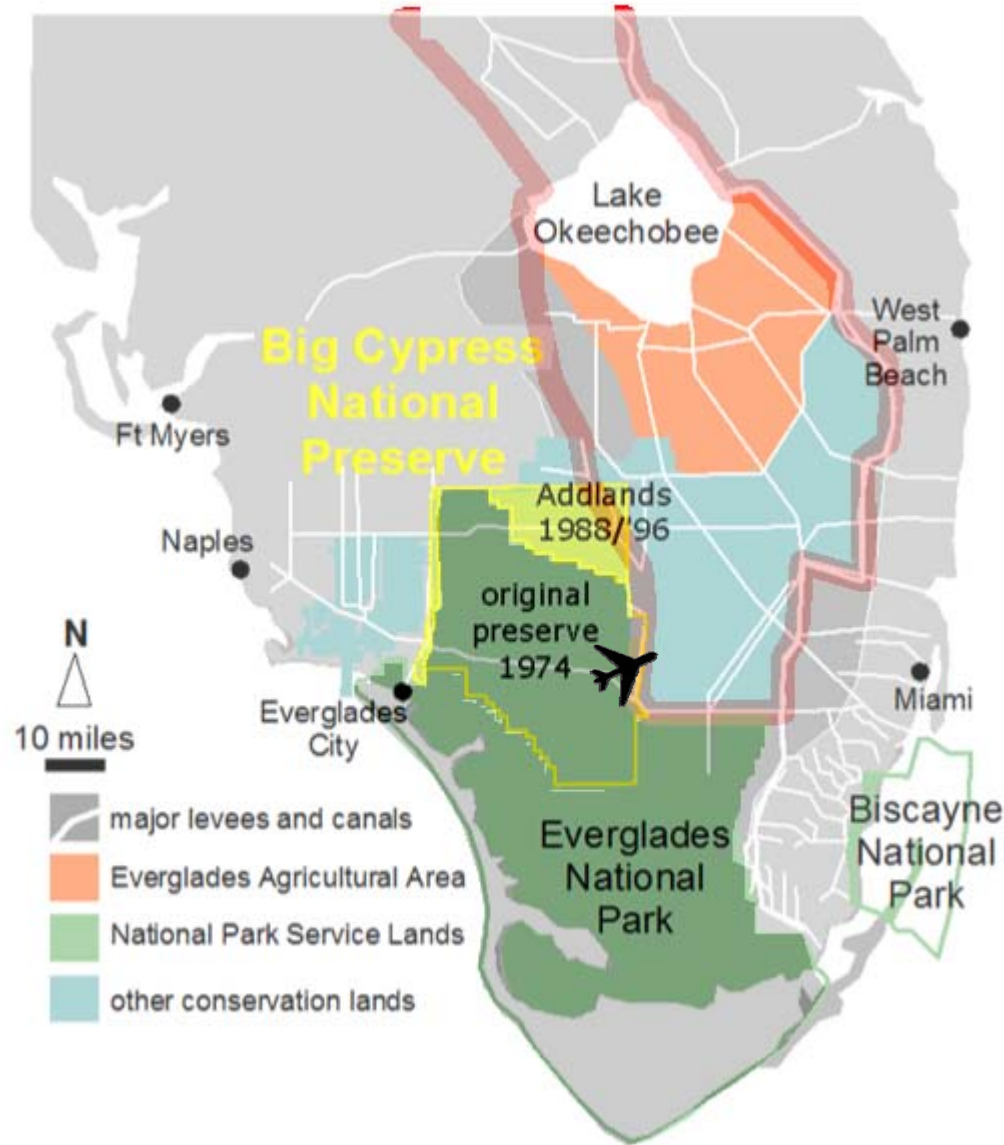 Lake
Okeechobee
West
Palm
Beach
Big Cypress
National
Preserve
Ft Myers
Addlands
1988/'96
Naples
original
preserve
1974
N
10 miles
Everglades
City
Miami
major levees and canals
Everglades Agricultural Area
National Park Service Lands
other conservation lands
Everglades
National
Park
Biscayne
National
Park